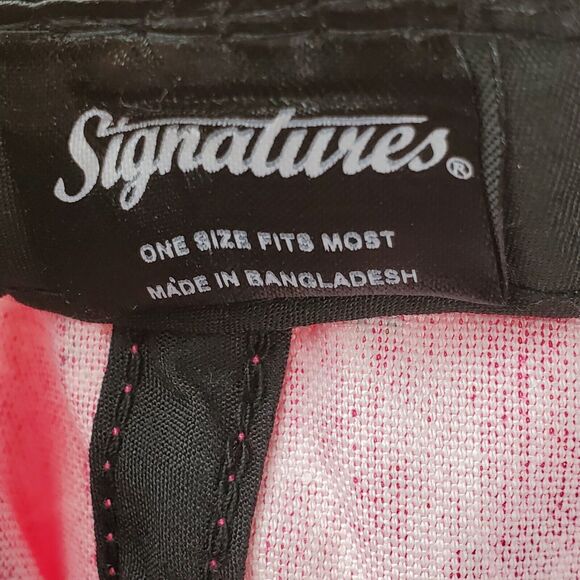 Signatures®
ONE SIZE FITS MOST
MADE IN BANGLADESH